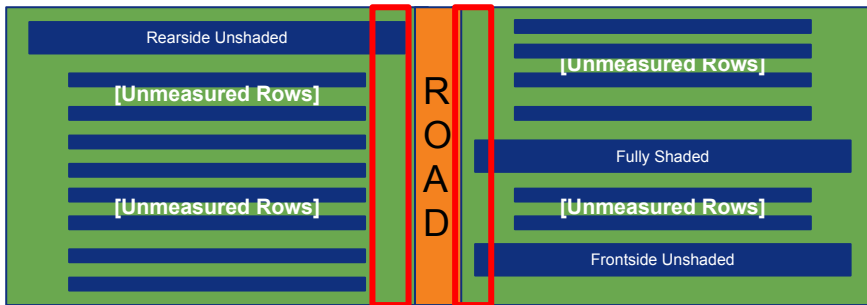 Rearside Unshaded
[Unmeasured Rows]
[Unmeasured Rows]
R
O
A
D
[Unmeasured Rows]
Fully Shaded
[Unmeasured Rows]
Frontside Unshaded